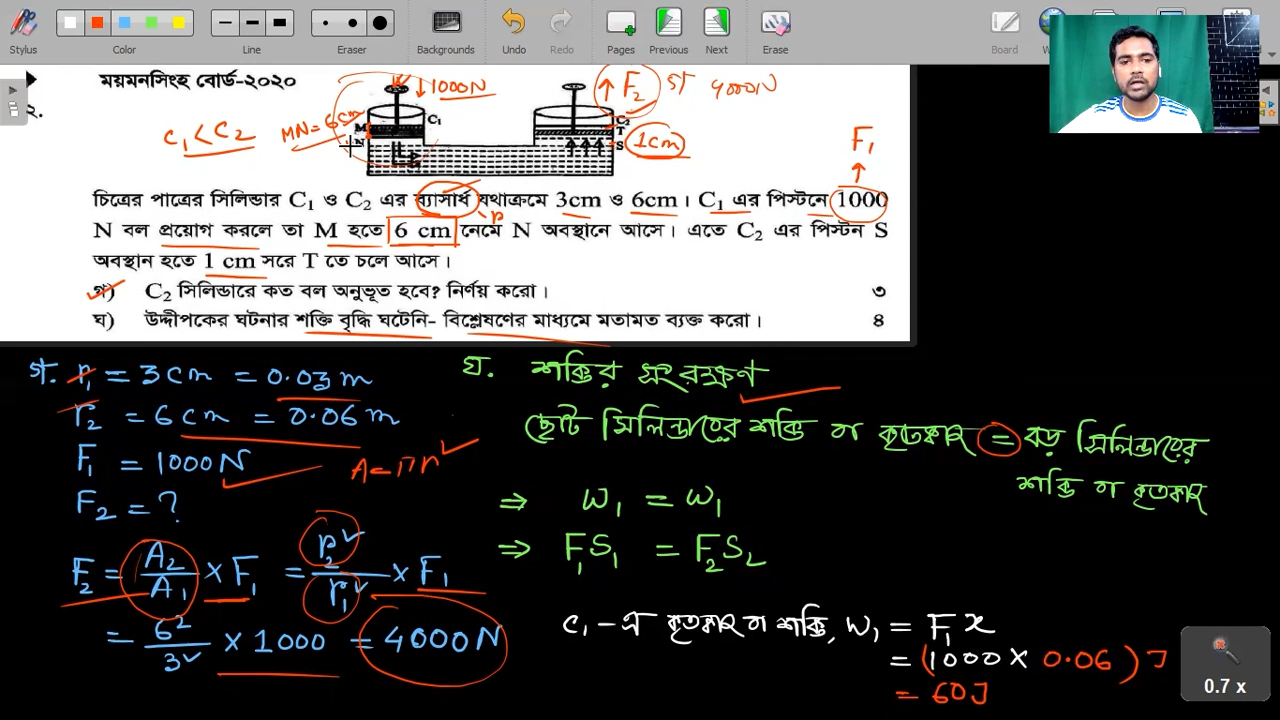 Stylus Color Line Eraser Backgrounds Undo Redo Pages Previous Next Erase Board
ময়মনসিংহ বোর্ড-২০২০
২.
1000N
F2
4000N
C1 < C2
MN = 6cm
M
N
C1
C2
T
S
1cm
F1
চিত্রের পাত্রের সিলিন্ডার C1 ও C2 এর ব্যাসার্ধ যথাক্রমে 3cm ও 6cm। C1 এর পিস্টনে 1000
N বল প্রয়োগ করলে তা M হতে 6 cm নেমে N অবস্থানে আসে। এতে C2 এর পিস্টন S
অবস্থান হতে 1 cm সরে T তে চলে আসে।
গ) C2 সিলিন্ডারে কত বল অনুভূত হবে? নির্ণয় করো। ৩
ঘ) উদ্দীপকের ঘটনার শক্তি বৃদ্ধি ঘটেনি- বিশ্লেষণের মাধ্যমে মতামত ব্যক্ত করো। ৪
গ. r1 = 3cm = 0.03 m
r2 = 6cm = 0.06 m
F1 = 1000N
A = πr²
F2 = ?
F2 = A2/A1 × F1 = r2²/r1² × F1
= 6²/3² × 1000 = 4000 N
ঘ. শক্তির সংরক্ষণ
ছোট সিলিন্ডারের শক্তি বা কৃতকাজ = বড় সিলিন্ডারের
শক্তি বা কৃতকাজ
⇒ W1 = W1
⇒ F1S1 = F2S2
C1 - এ কৃতকাজ বা শক্তি, W1 = F1x
= (1000 × 0.06) J
= 60J
0.7 x